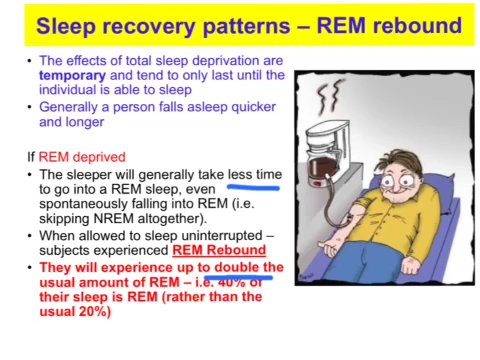 Sleep recovery patterns – REM rebound
• The effects of total sleep deprivation are
temporary and tend to only last until the
individual is able to sleep
• Generally a person falls asleep quicker
and longer
If REM deprived
• The sleeper will generally take less time
to go into a REM sleep, even
spontaneously falling into REM (i.e.
skipping NREM altogether).
• When allowed to sleep uninterrupted –
subjects experienced REM Rebound
• They will experience up to double the
usual amount of REM – i.e. 40% of
their sleep is REM (rather than the
usual 20%)